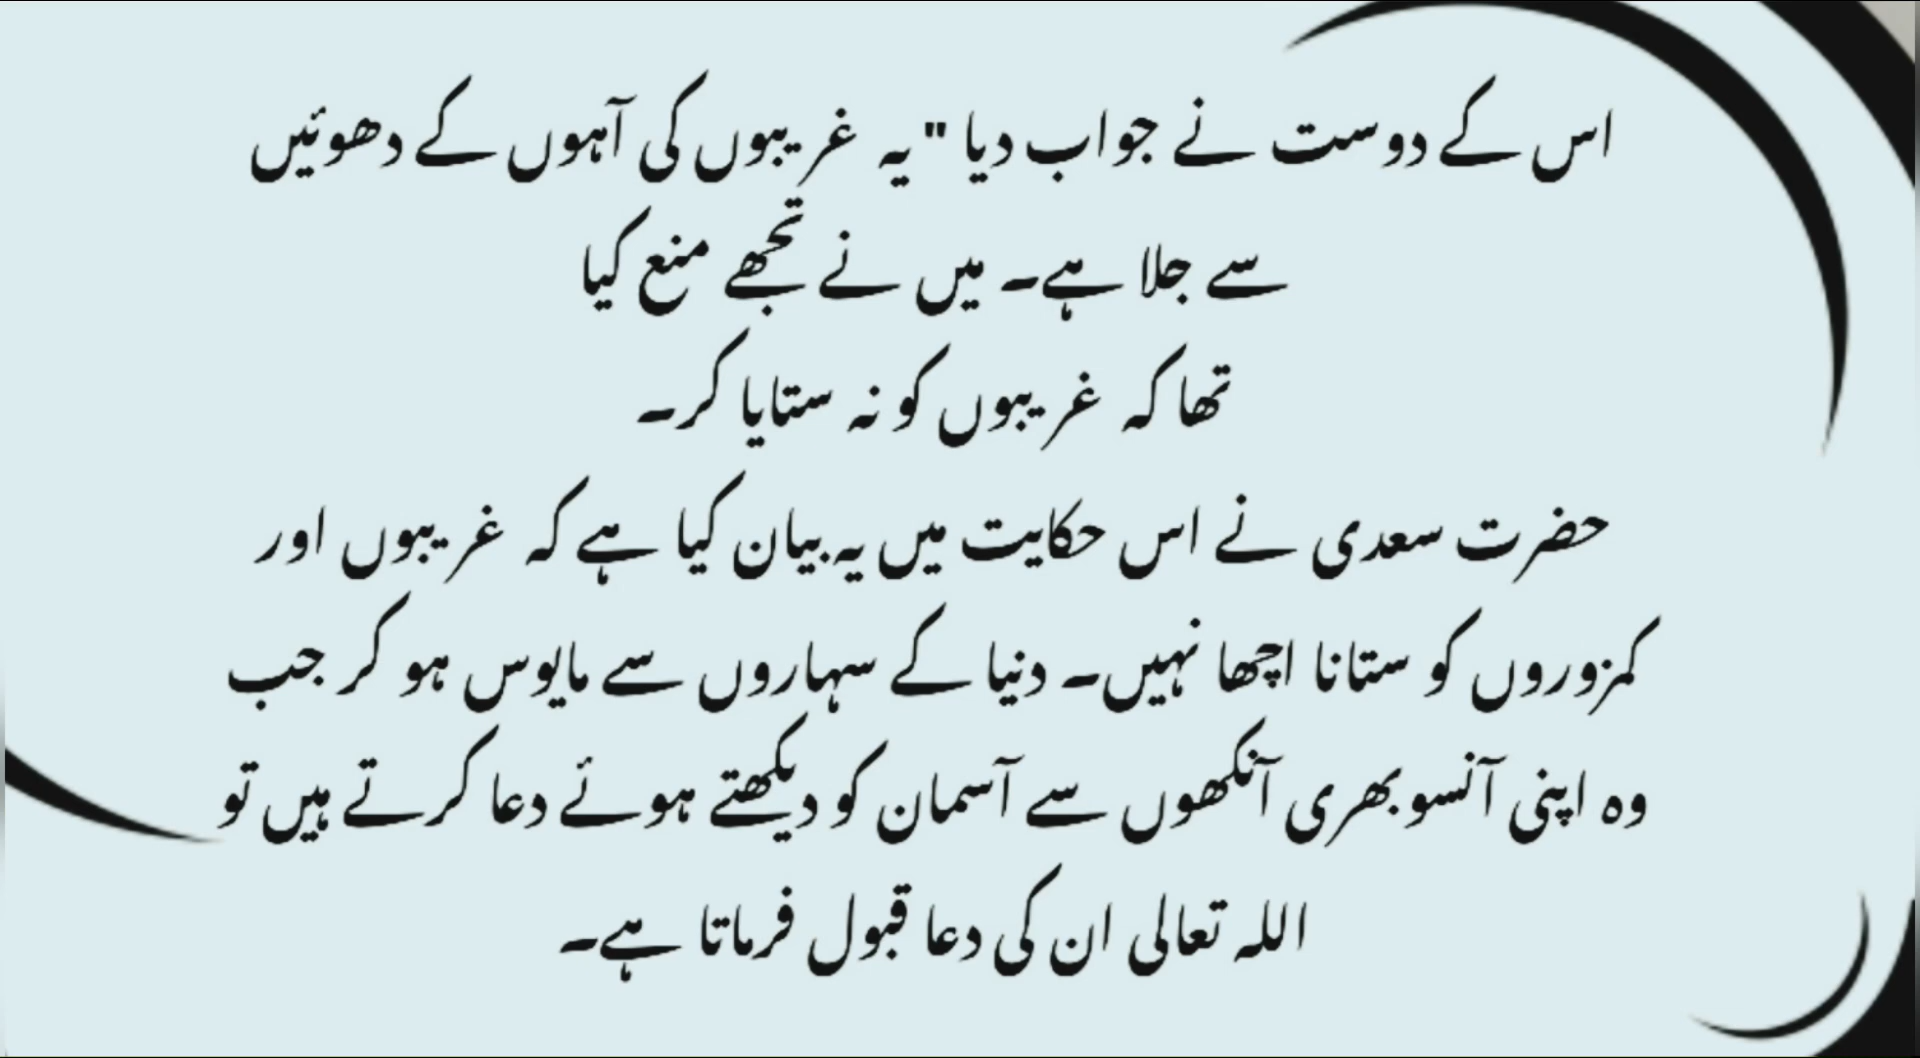 اس کے دوست نے جواب دیا " یہ غریبوں کی آہوں کے دھوئیں
سے جلا ہے۔ میں نے تجھے منع کیا
تھا کہ غریبوں کو نہ ستایا کر۔
حضرت سعدی نے اس حکایت میں یہ بیان کیا ہے کہ غریبوں اور
کمزوروں کو ستانا اچھا نہیں۔ دنیا کے سہاروں سے مایوس ہو کر جب
وہ اپنی آنسو بھری آنکھوں سے آسمان کو دیکھتے ہوئے دعا کرتے ہیں تو
اللہ تعالی ان کی دعا قبول فرماتا ہے۔